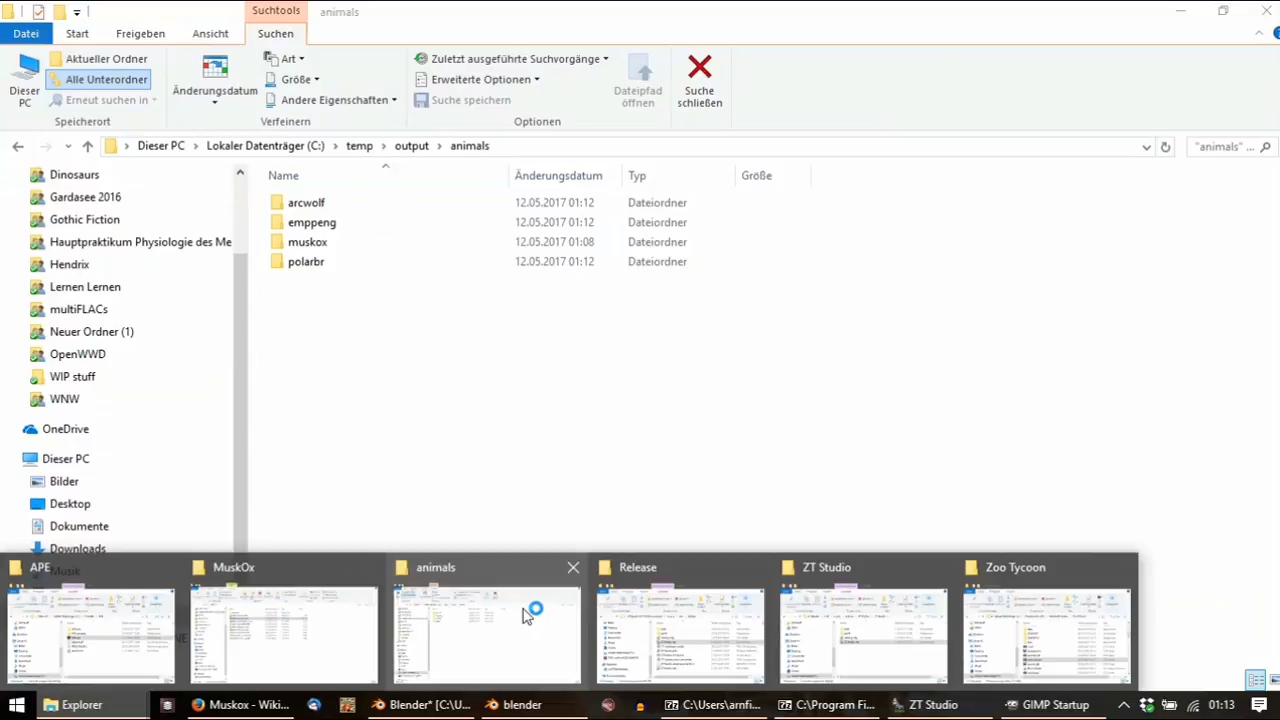 Suchtools
animals
Datei
Start
Freigeben
Ansicht
Suchen
Dieser PC
Aktueller Ordner
Alle Unterordner
Erneut suchen in
Speicherort
Änderungsdatum
Art
Größe
Andere Eigenschaften
Verfeinern
Zuletzt ausgeführte Suchvorgänge
Erweiterte Optionen
Suche speichern
Dateipfad öffnen
Optionen
Suche schließen
Dieser PC
Lokaler Datenträger (C:)
temp
output
animals
"animals" ...
Name
Änderungsdatum
Typ
Größe
arcwolf 12.05.2017 01:12 Dateiordner
emppeng 12.05.2017 01:12 Dateiordner
muskox 12.05.2017 01:08 Dateiordner
polarbr 12.05.2017 01:12 Dateiordner
Dinosaurs
Gardasee 2016
Gothic Fiction
Hauptpraktikum Physiologie des Me
Hendrix
Lernen Lernen
multiFLACs
Neuer Ordner (1)
OpenWWD
WIP stuff
WNW
OneDrive
Dieser PC
Bilder
Desktop
Dokumente
Downloads
Musik
APE
MuskOx
animals
Release
ZT Studio
Zoo Tycoon
Explorer
Muskox - Wiki...
Blender* [C:\U...
blender
C:\Users\arnfi...
C:\Program Fi...
ZT Studio
GIMP Startup
01:13